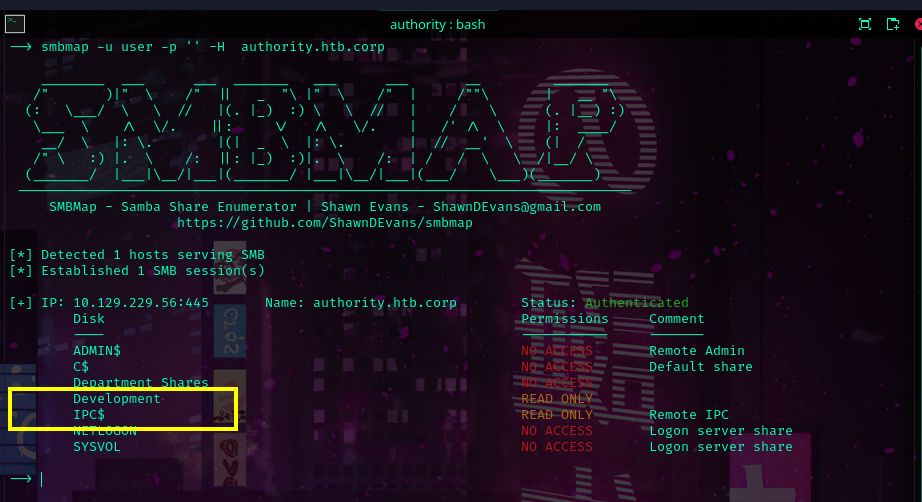 authority : bash
smbmap -u user -p '' -H authority.htb.corp
SMBMap - Samba Share Enumerator | Shawn Evans - ShawnDEvans@gmail.com
https://github.com/ShawnDEvans/smbmap
[*] Detected 1 hosts serving SMB
[*] Established 1 SMB session(s)
[+] IP: 10.129.229.56:445 Name: authority.htb.corp Status: Authenticated
Disk Permissions Comment
---- ----------- -------
ADMIN$ NO ACCESS Remote Admin
C$ NO ACCESS Default share
Department Shares NO ACCESS
Development READ ONLY
IPC$ READ ONLY Remote IPC
NETLOGON NO ACCESS Logon server share
SYSVOL NO ACCESS Logon server share